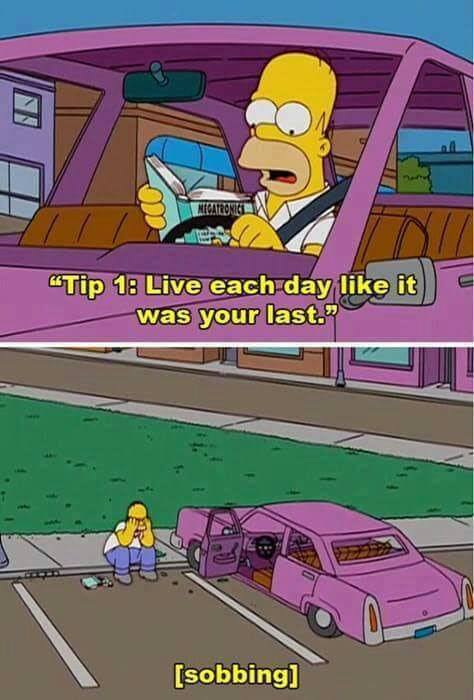 MEGATRONICS
“Tip 1: Live each day like it
was your last.”
[sobbing]